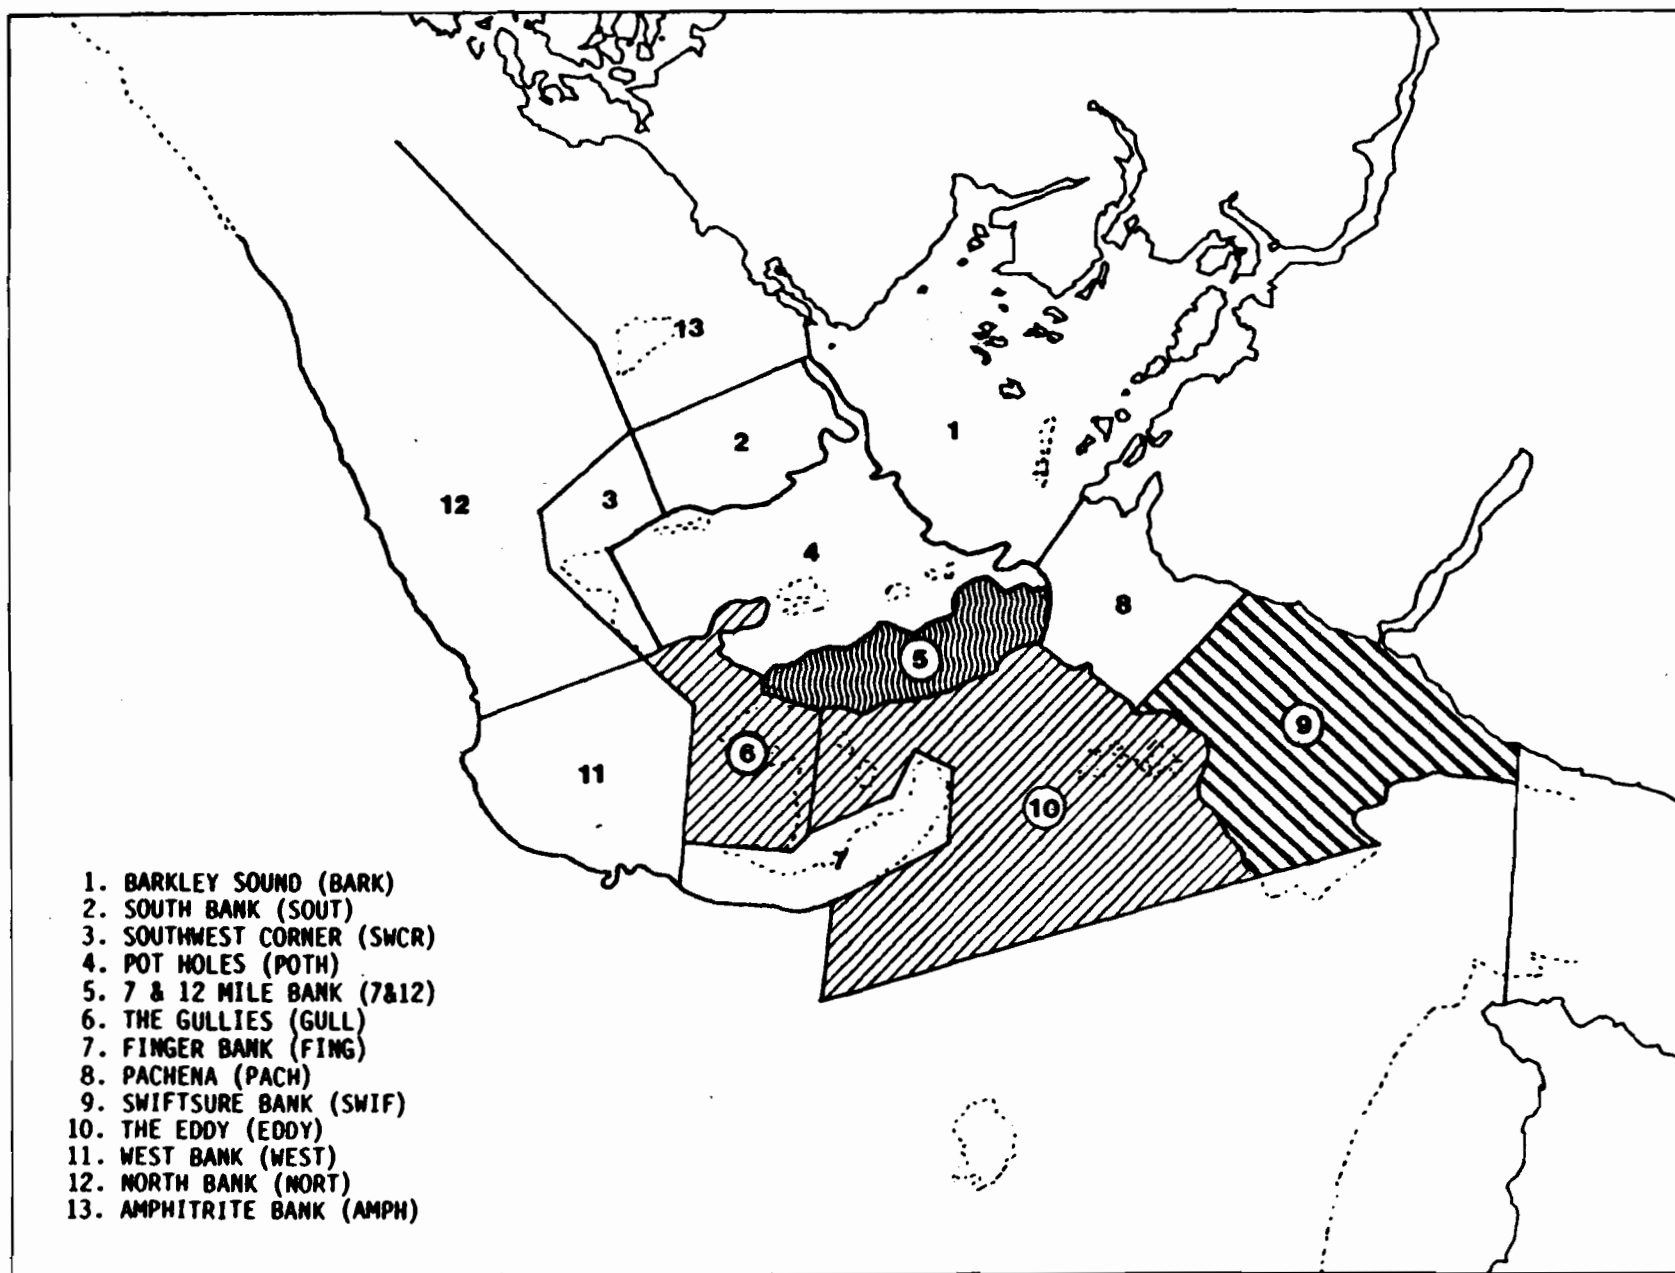 13
2
1
3
12
4
8
5
9
6
11
10
7
1. BARKLEY SOUND (BARK)
2. SOUTH BANK (SOUT)
3. SOUTHWEST CORNER (SWCR)
4. POT HOLES (POTH)
5. 7 & 12 MILE BANK (7&12)
6. THE GULLIES (GULL)
7. FINGER BANK (FING)
8. PACHENA (PACH)
9. SWIFTSURE BANK (SWIF)
10. THE EDDY (EDDY)
11. WEST BANK (WEST)
12. NORTH BANK (NORT)
13. AMPHITRITE BANK (AMPH)